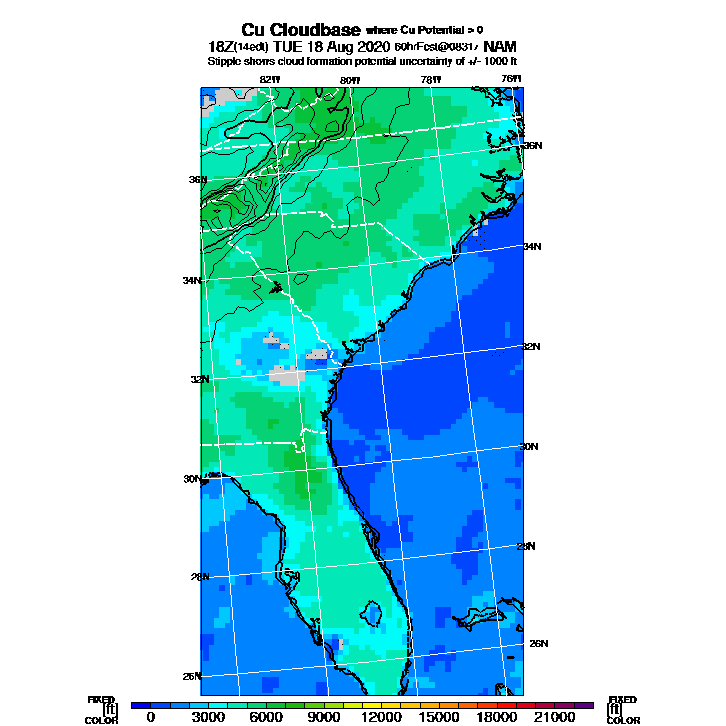 Cu Cloudbase where Cu Potential > 0
18Z(14edt) TUE 18 Aug 2020 60hrFcst@0831z NAM
Stipple shows cloud formation potential uncertainty of +/- 1000 ft
82W 80W 78W 76W
36N
36N
34N
34N
32N
32N
30N
30N
28N
28N
26N
26N
FIXED FIXED
[ft] [ft]
COLOR COLOR
0 3000 6000 9000 12000 15000 18000 21000